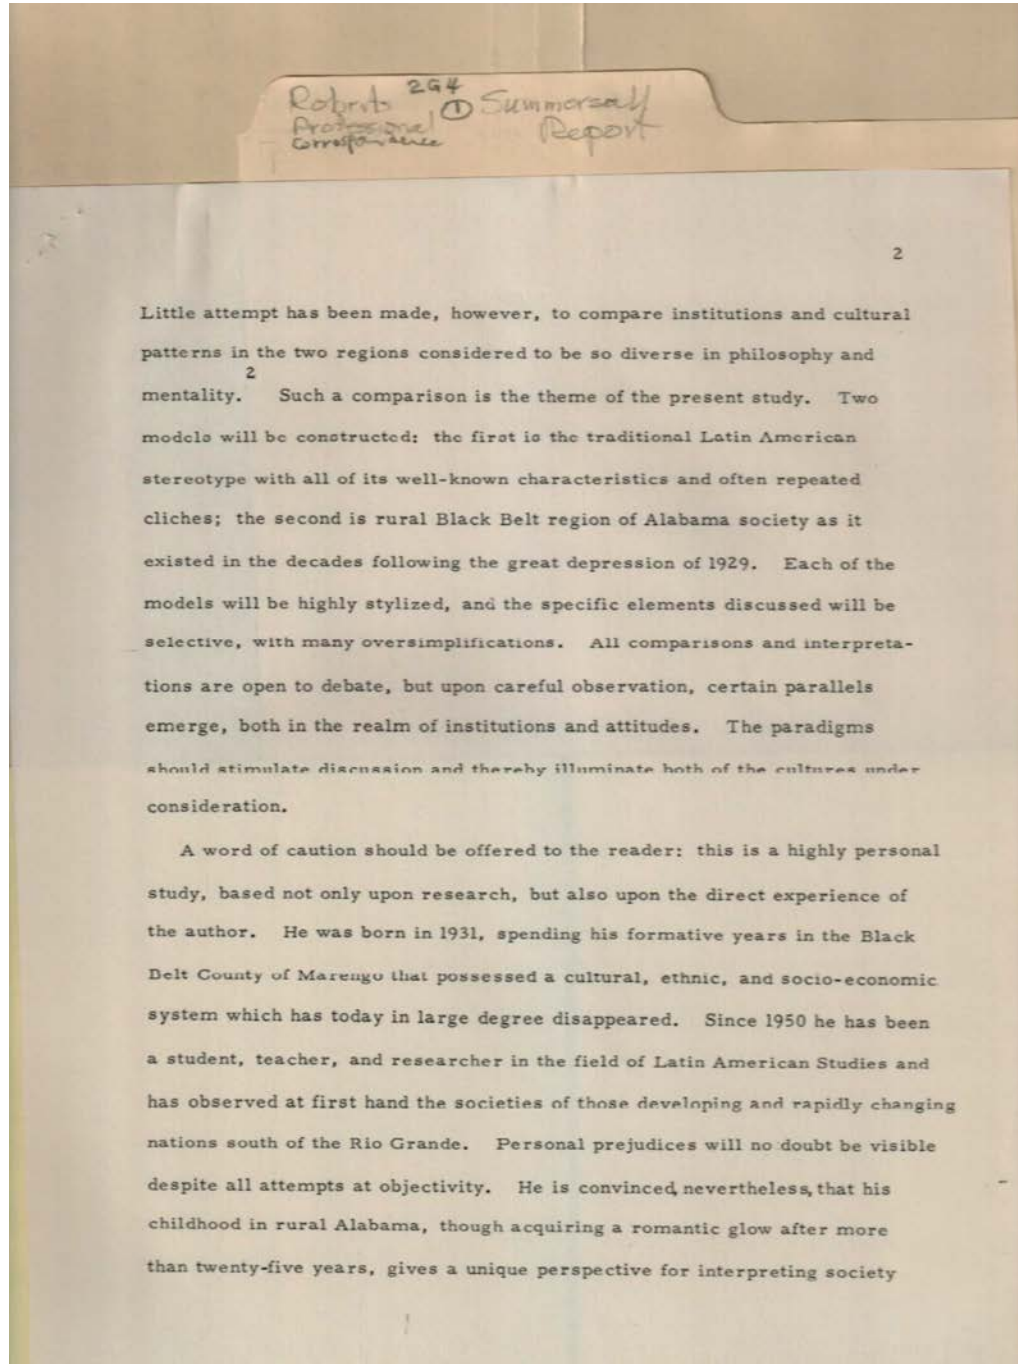 2G4
Roberts ① Summersell
Professional Report
Correspondence
2
Little attempt has been made, however, to compare institutions and cultural
patterns in the two regions considered to be so diverse in philosophy and
2
mentality. Such a comparison is the theme of the present study. Two
models will be constructed: the first is the traditional Latin American
stereotype with all of its well-known characteristics and often repeated
cliches; the second is rural Black Belt region of Alabama society as it
existed in the decades following the great depression of 1929. Each of the
models will be highly stylized, and the specific elements discussed will be
selective, with many oversimplifications. All comparisons and interpreta-
tions are open to debate, but upon careful observation, certain parallels
emerge, both in the realm of institutions and attitudes. The paradigms
should stimulate discussion and thereby illuminate both of the cultures under
consideration.
A word of caution should be offered to the reader: this is a highly personal
study, based not only upon research, but also upon the direct experience of
the author. He was born in 1931, spending his formative years in the Black
Belt County of Marengo that possessed a cultural, ethnic, and socio-economic
system which has today in large degree disappeared. Since 1950 he has been
a student, teacher, and researcher in the field of Latin American Studies and
has observed at first hand the societies of those developing and rapidly changing
nations south of the Rio Grande. Personal prejudices will no doubt be visible
despite all attempts at objectivity. He is convinced, nevertheless, that his
childhood in rural Alabama, though acquiring a romantic glow after more
than twenty-five years, gives a unique perspective for interpreting society